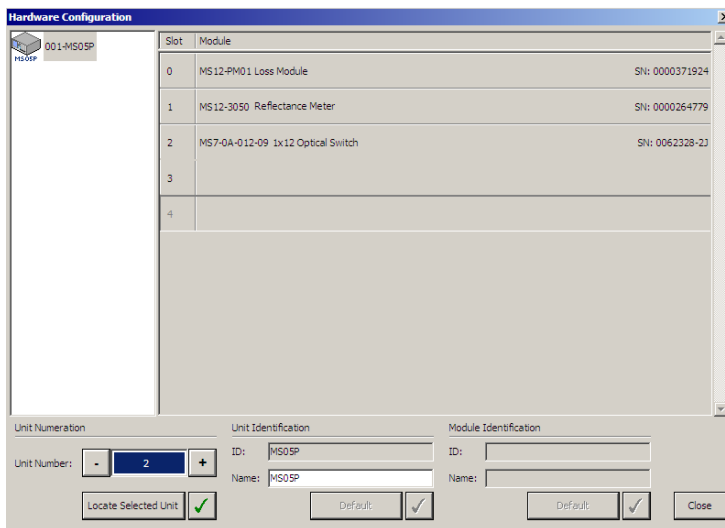 Hardware Configuration
001-MS05P
MS05P
Slot Module
0 MS12-PM01 Loss Module SN: 0000371924
1 MS12-3050 Reflectance Meter SN: 0000264779
2 MS7-0A-012-09 1x12 Optical Switch SN: 0062328-2J
3
4
Unit Numeration Unit Identification Module Identification
Unit Number: - 2 + ID: MS05P ID:
Name: MS05P Name:
Locate Selected Unit Default Default Close